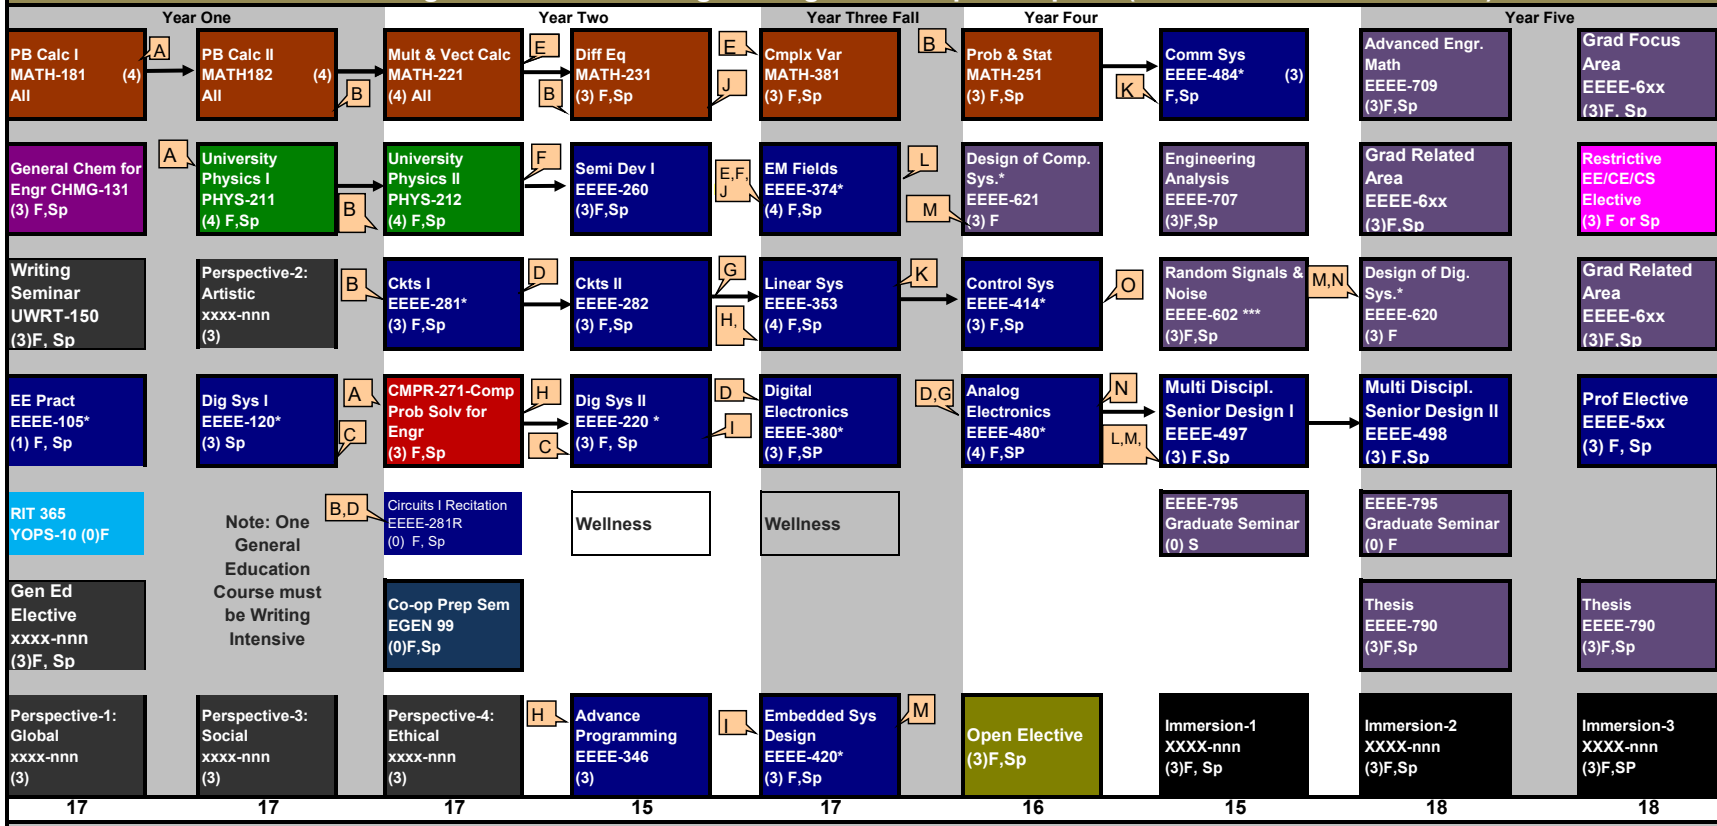 Year One
Year Two
Year Three Fall
Year Four
Year Five
PB Calc I
MATH-181 (4)
All
A
PB Calc II
MATH182 (4)
All
B
Mult & Vect Calc
MATH-221
(4) All
E
B
Diff Eq
MATH-231
(3) F,Sp
E
J
Cmplx Var
MATH-381
(3) F,Sp
B
Prob & Stat
MATH-251
(3) F,Sp
K
Comm Sys
EEEE-484* (3)
F,Sp
Advanced Engr.
Math
EEEE-709
(3)F,Sp
Grad Focus
Area
EEEE-6xx
(3)F, Sp
General Chem for
Engr CHMG-131
(3) F,Sp
A
University
Physics I
PHYS-211
(4) F,Sp
B
University
Physics II
PHYS-212
(4) F,Sp
F
Semi Dev I
EEEE-260
(3)F,Sp
E,F,
J
EM Fields
EEEE-374*
(4) F,Sp
L
M
Design of Comp.
Sys.*
EEEE-621
(3) F
Engineering
Analysis
EEEE-707
(3)F,Sp
Grad Related
Area
EEEE-6xx
(3)F,Sp
Restrictive
EE/CE/CS
Elective
(3) F or Sp
Writing
Seminar
UWRT-150
(3)F, Sp
Perspective-2:
Artistic
xxxx-nnn
(3)
B
Ckts I
EEEE-281*
(3) F,Sp
D
Ckts II
EEEE-282
(3) F,Sp
G
H,
Linear Sys
EEEE-353
(4) F,Sp
K
Control Sys
EEEE-414*
(3) F,Sp
O
Random Signals &
Noise
EEEE-602 ***
(3)F,Sp
M,N
Design of Dig.
Sys.*
EEEE-620
(3) F
Grad Related
Area
EEEE-6xx
(3)F,Sp
EE Pract
EEEE-105*
(1) F, Sp
Dig Sys I
EEEE-120*
(3) Sp
A
C
CMPR-271-Comp
Prob Solv for
Engr
(3) F,Sp
H
C
Dig Sys II
EEEE-220 *
(3) F, Sp
D
I
Digital
Electronics
EEEE-380*
(3) F,SP
D,G
Analog
Electronics
EEEE-480*
(4) F,SP
N
L,M,
Multi Discipl.
Senior Design I
EEEE-497
(3) F,Sp
Multi Discipl.
Senior Design II
EEEE-498
(3) F,Sp
Prof Elective
EEEE-5xx
(3) F, Sp
RIT 365
YOPS-10 (0)F
Note: One
General
Education
Course must
be Writing
Intensive
B,D
Circuits I Recitation
EEEE-281R
(0) F, Sp
Wellness
Wellness
EEEE-795
Graduate Seminar
(0) S
EEEE-795
Graduate Seminar
(0) F
Gen Ed
Elective
xxxx-nnn
(3)F, Sp
Co-op Prep Sem
EGEN 99
(0)F,Sp
Thesis
EEEE-790
(3)F,Sp
Thesis
EEEE-790
(3)F,Sp
Perspective-1:
Global
xxxx-nnn
(3)
Perspective-3:
Social
xxxx-nnn
(3)
Perspective-4:
Ethical
xxxx-nnn
(3)
H
Advance
Programming
EEEE-346
(3)
I
Embedded Sys
Design
EEEE-420*
(3) F,Sp
M
Open Elective
(3)F,Sp
Immersion-1
XXXX-nnn
(3)F, Sp
Immersion-2
XXXX-nnn
(3)F,Sp
Immersion-3
XXXX-nnn
(3)F,SP
17
17
17
15
17
16
15
18
18